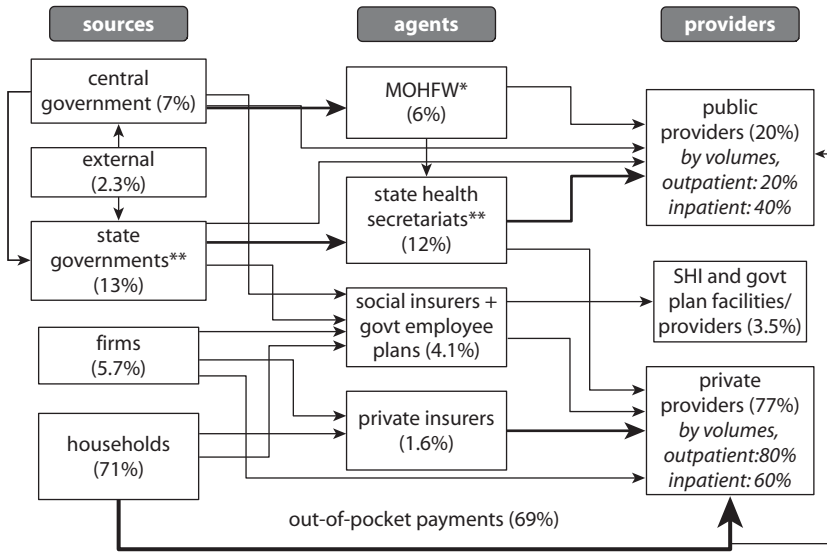 sources
agents
providers
central
government (7%)
external
(2.3%)
state
governments**
(13%)
firms
(5.7%)
households
(71%)
MOHFW*
(6%)
state health
secretariats**
(12%)
social insurers +
govt employee
plans (4.1%)
private insurers
(1.6%)
public
providers (20%)
by volumes,
outpatient: 20%
inpatient: 40%
SHI and govt
plan facilities/
providers (3.5%)
private
providers (77%)
by volumes,
outpatient:80%
inpatient: 60%
out-of-pocket payments (69%)